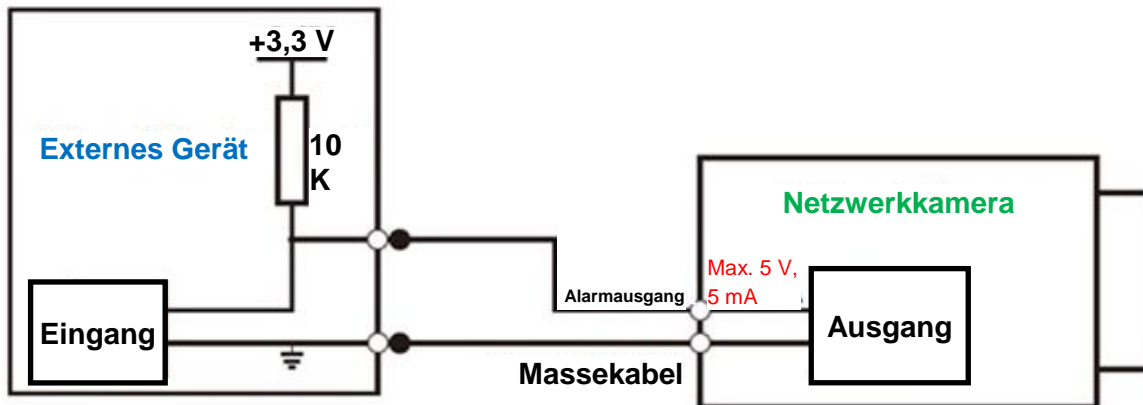 +3,3 V
Externes Gerät
10
K
Netzwerkkamera
Max. 5 V,
5 mA
Alarmausgang
Eingang
Ausgang
Massekabel